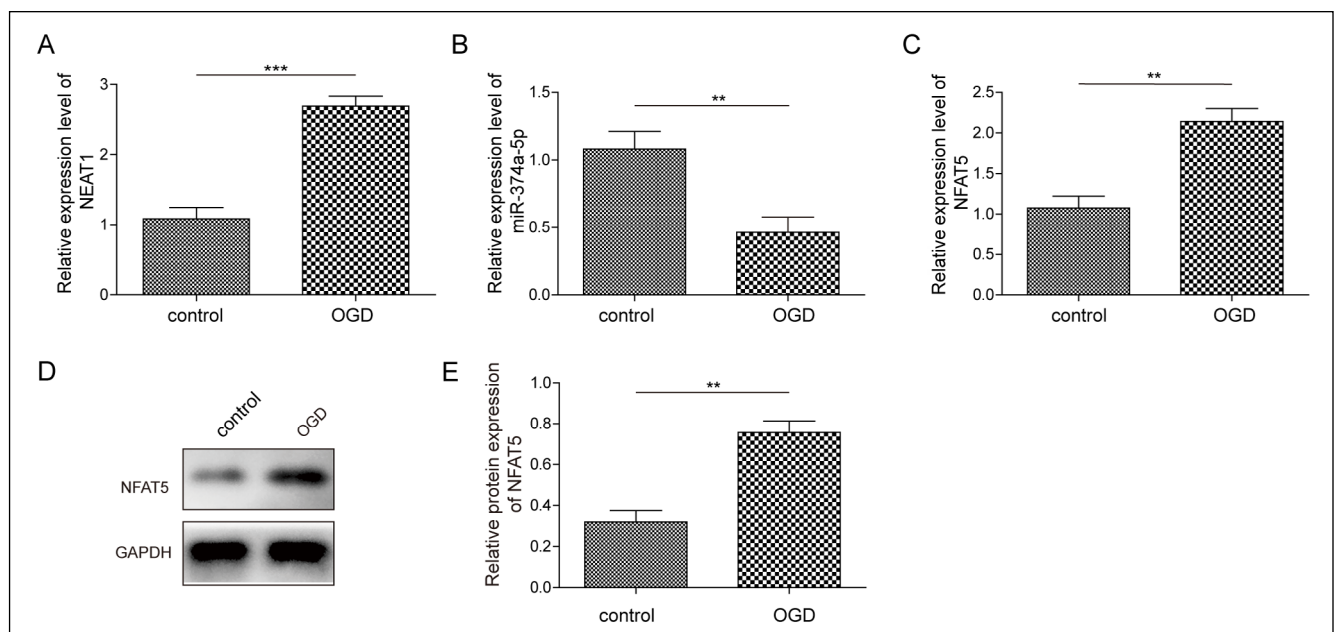 A
Relative expression level of
NEAT1
3
2
1
0
***
control
OGD
B
Relative expression level of
miR-374a-5p
1.5
1.0
0.5
0.0
**
control
OGD
C
Relative expression level of
NFAT5
2.5
2.0
1.5
1.0
0.5
0.0
**
control
OGD
D
control
OGD
NFAT5
GAPDH
E
Relative protein expression
of NFAT5
1.0
0.8
0.6
0.4
0.2
0.0
**
control
OGD